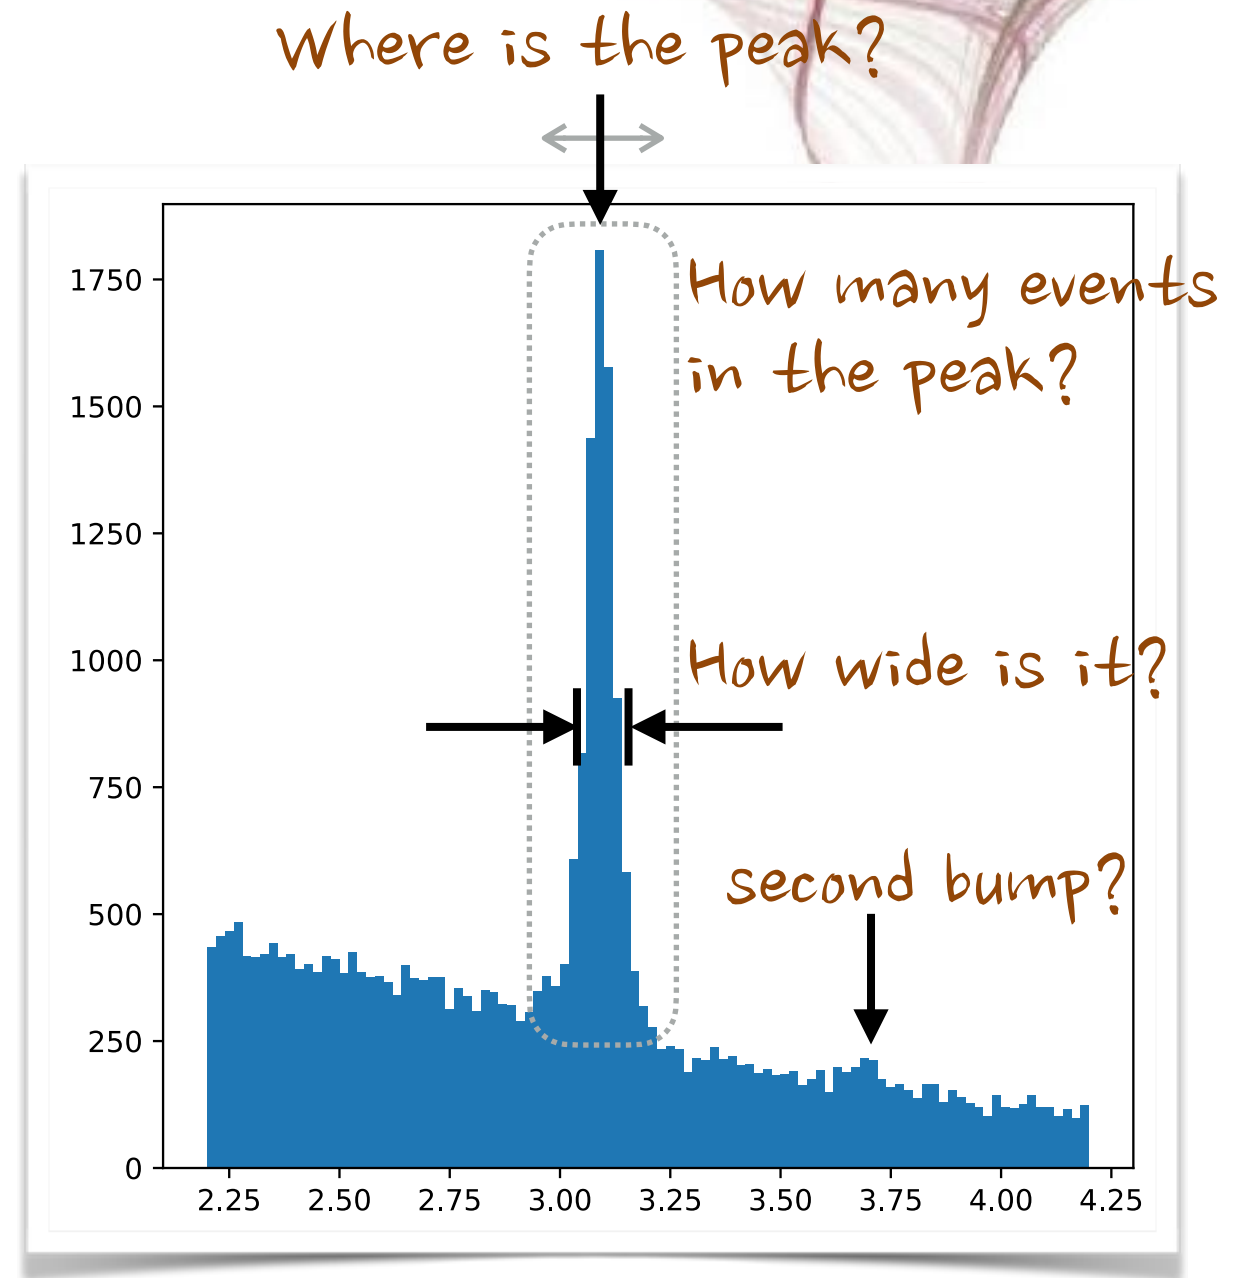 Where is the peak?
1750
How many events
in the peak?
1500
1250
1000
How wide is it?
750
second bump?
500
250
0
2.25 2.50 2.75 3.00 3.25 3.50 3.75 4.00 4.25